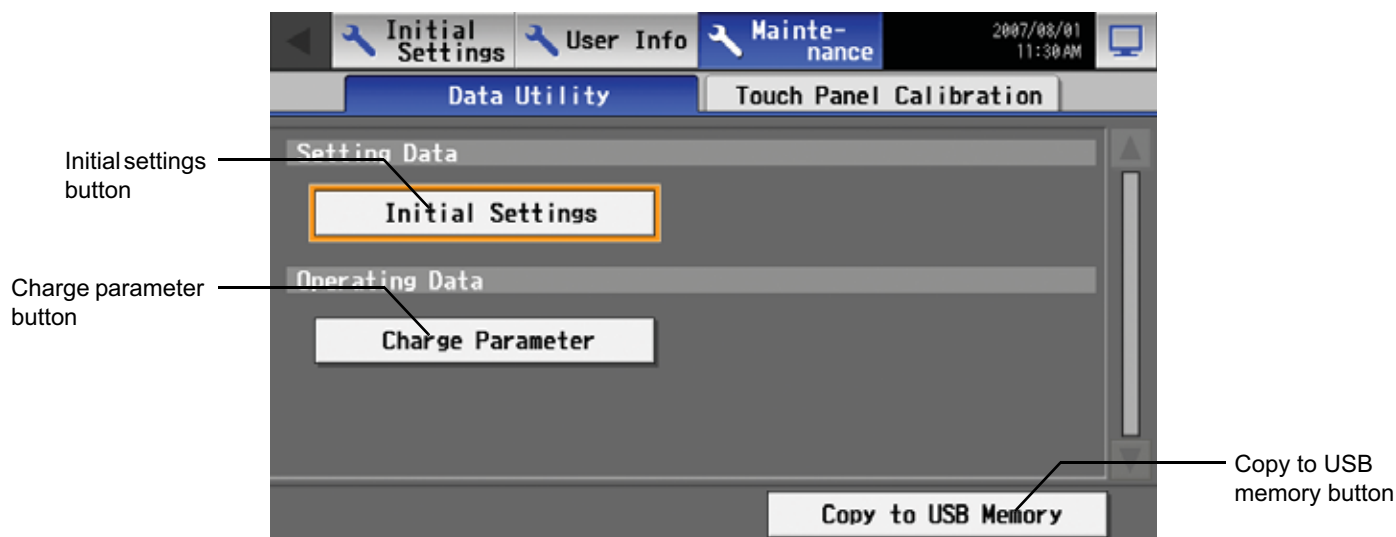 Initial
Settings
User Info
Mainte-
nance
2007/08/01
11:30AM
Data Utility
Touch Panel Calibration
Setting Data
Initial settings
button
Initial Settings
Operating Data
Charge parameter
button
Charge Parameter
Copy to USB
memory button
Copy to USB Memory